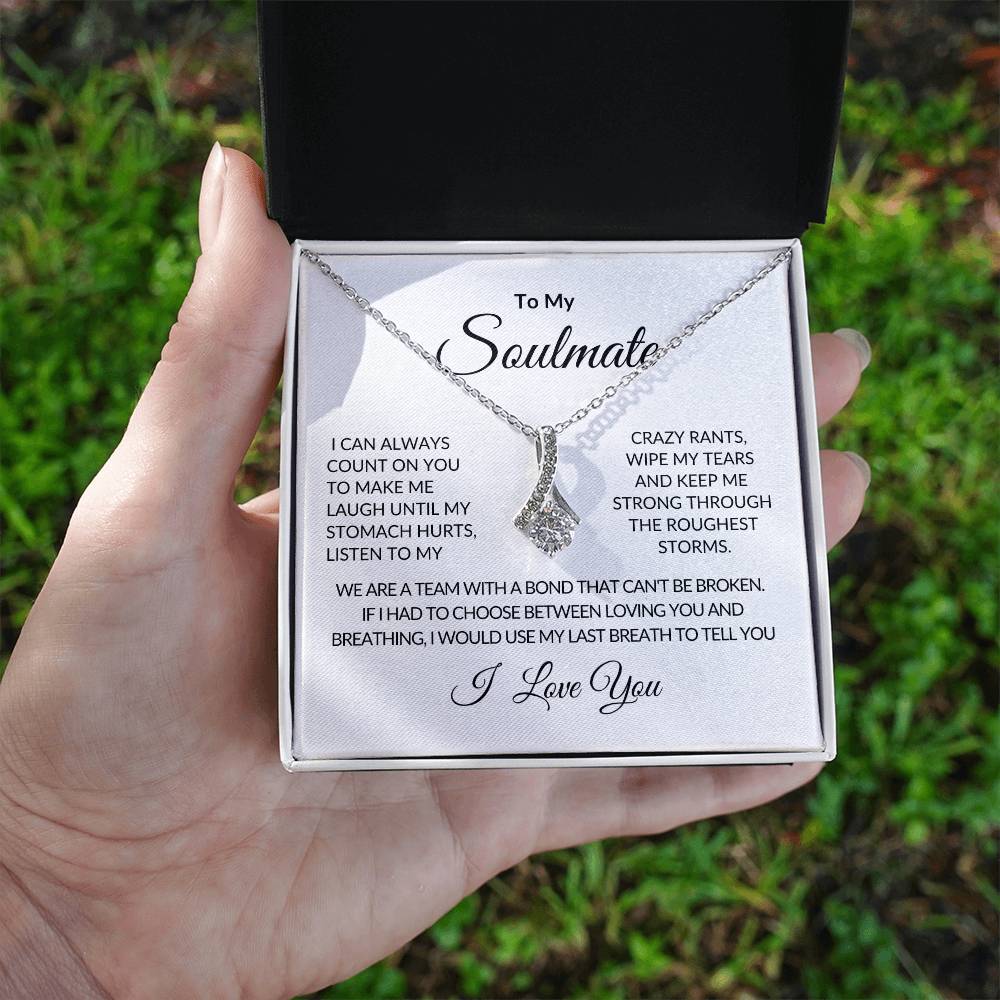 To My
Soulmate
I CAN ALWAYS
COUNT ON YOU
TO MAKE ME
LAUGH UNTIL MY
STOMACH HURTS,
LISTEN TO MY
CRAZY RANTS,
WIPE MY TEARS
AND KEEP ME
STRONG THROUGH
THE ROUGHEST
STORMS.
WE ARE A TEAM WITH A BOND THAT CAN'T BE BROKEN.
IF I HAD TO CHOOSE BETWEEN LOVING YOU AND
BREATHING, I WOULD USE MY LAST BREATH TO TELL YOU
I Love You